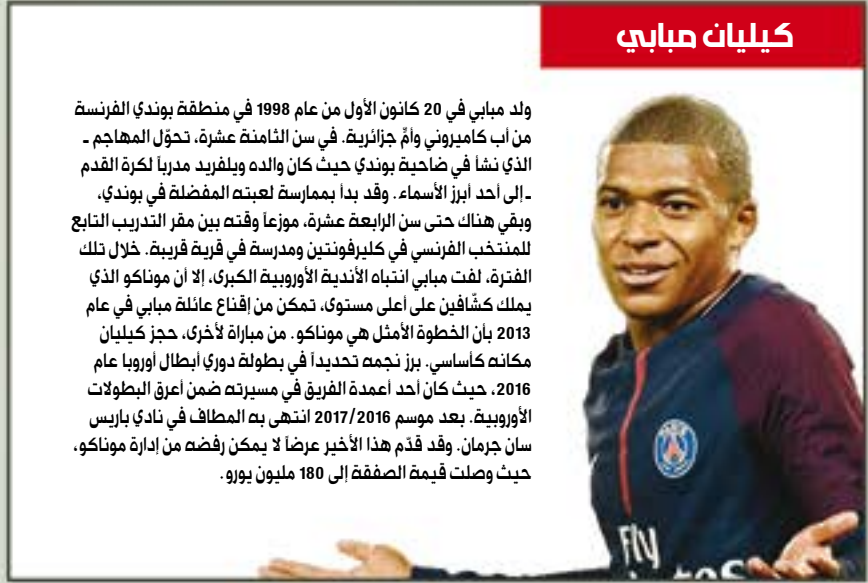 كيليان مبابي
ولد مبابي في 20 كانون الأول من عام 1998 في منطقة بوندي الفرنسة
من أب كاميروني وأمٍّ جزائرية. في سن الثامنة عشرة، تحوّل المهاجم ـ
الذي نشأ في ضاحية بوندي حيث كان والده ويلفريد مدرباً لكرة القدم
ـ إلى أحد أبرز الأسماء. وقد بدأ بممارسة لعبته المفضلة في بوندي،
وبقي هناك حتى سن الرابعة عشرة، موزعاً وقته بين مقر التدريب التابع
للمنتخب الفرنسي في كليرفونتين ومدرسة في قرية قريبة. خلال تلك
الفترة، لفت مبابي انتباه الأندية الأوروبية الكبرى، إلا أن موناكو الذي
يملك كشّافين على أعلى مستوى، تمكن من إقناع عائلة مبابي في عام
2013 بأن الخطوة الأمثل هي موناكو. من مباراة لأخرى، حجز كيليان
مكانه كأساسي. برز نجمه تحديداً في بطولة دوري أبطال أوروبا عام
2016، حيث كان أحد أعمدة الفريق في مسيرته ضمن أعرق البطولات
الأوروبية. بعد موسم 2017/2016 انتهى به المطاف في نادي باريس
سان جرمان. وقد قدّم هذا الأخير عرضاً لا يمكن رفضه من إدارة موناكو،
حيث وصلت قيمة الصفقة إلى 180 مليون يورو.
Fly